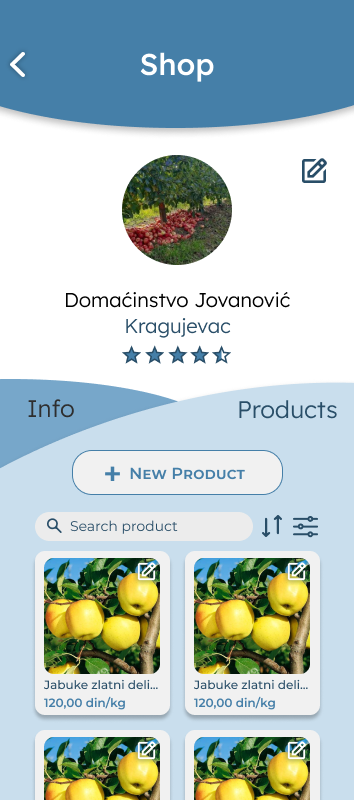 Shop
Domaćinstvo Jovanović
Kragujevac
Info
Products
+ New Product
Search product
Jabuke zlatni deli...
Jabuke zlatni deli...
120,00 din/kg
120,00 din/kg